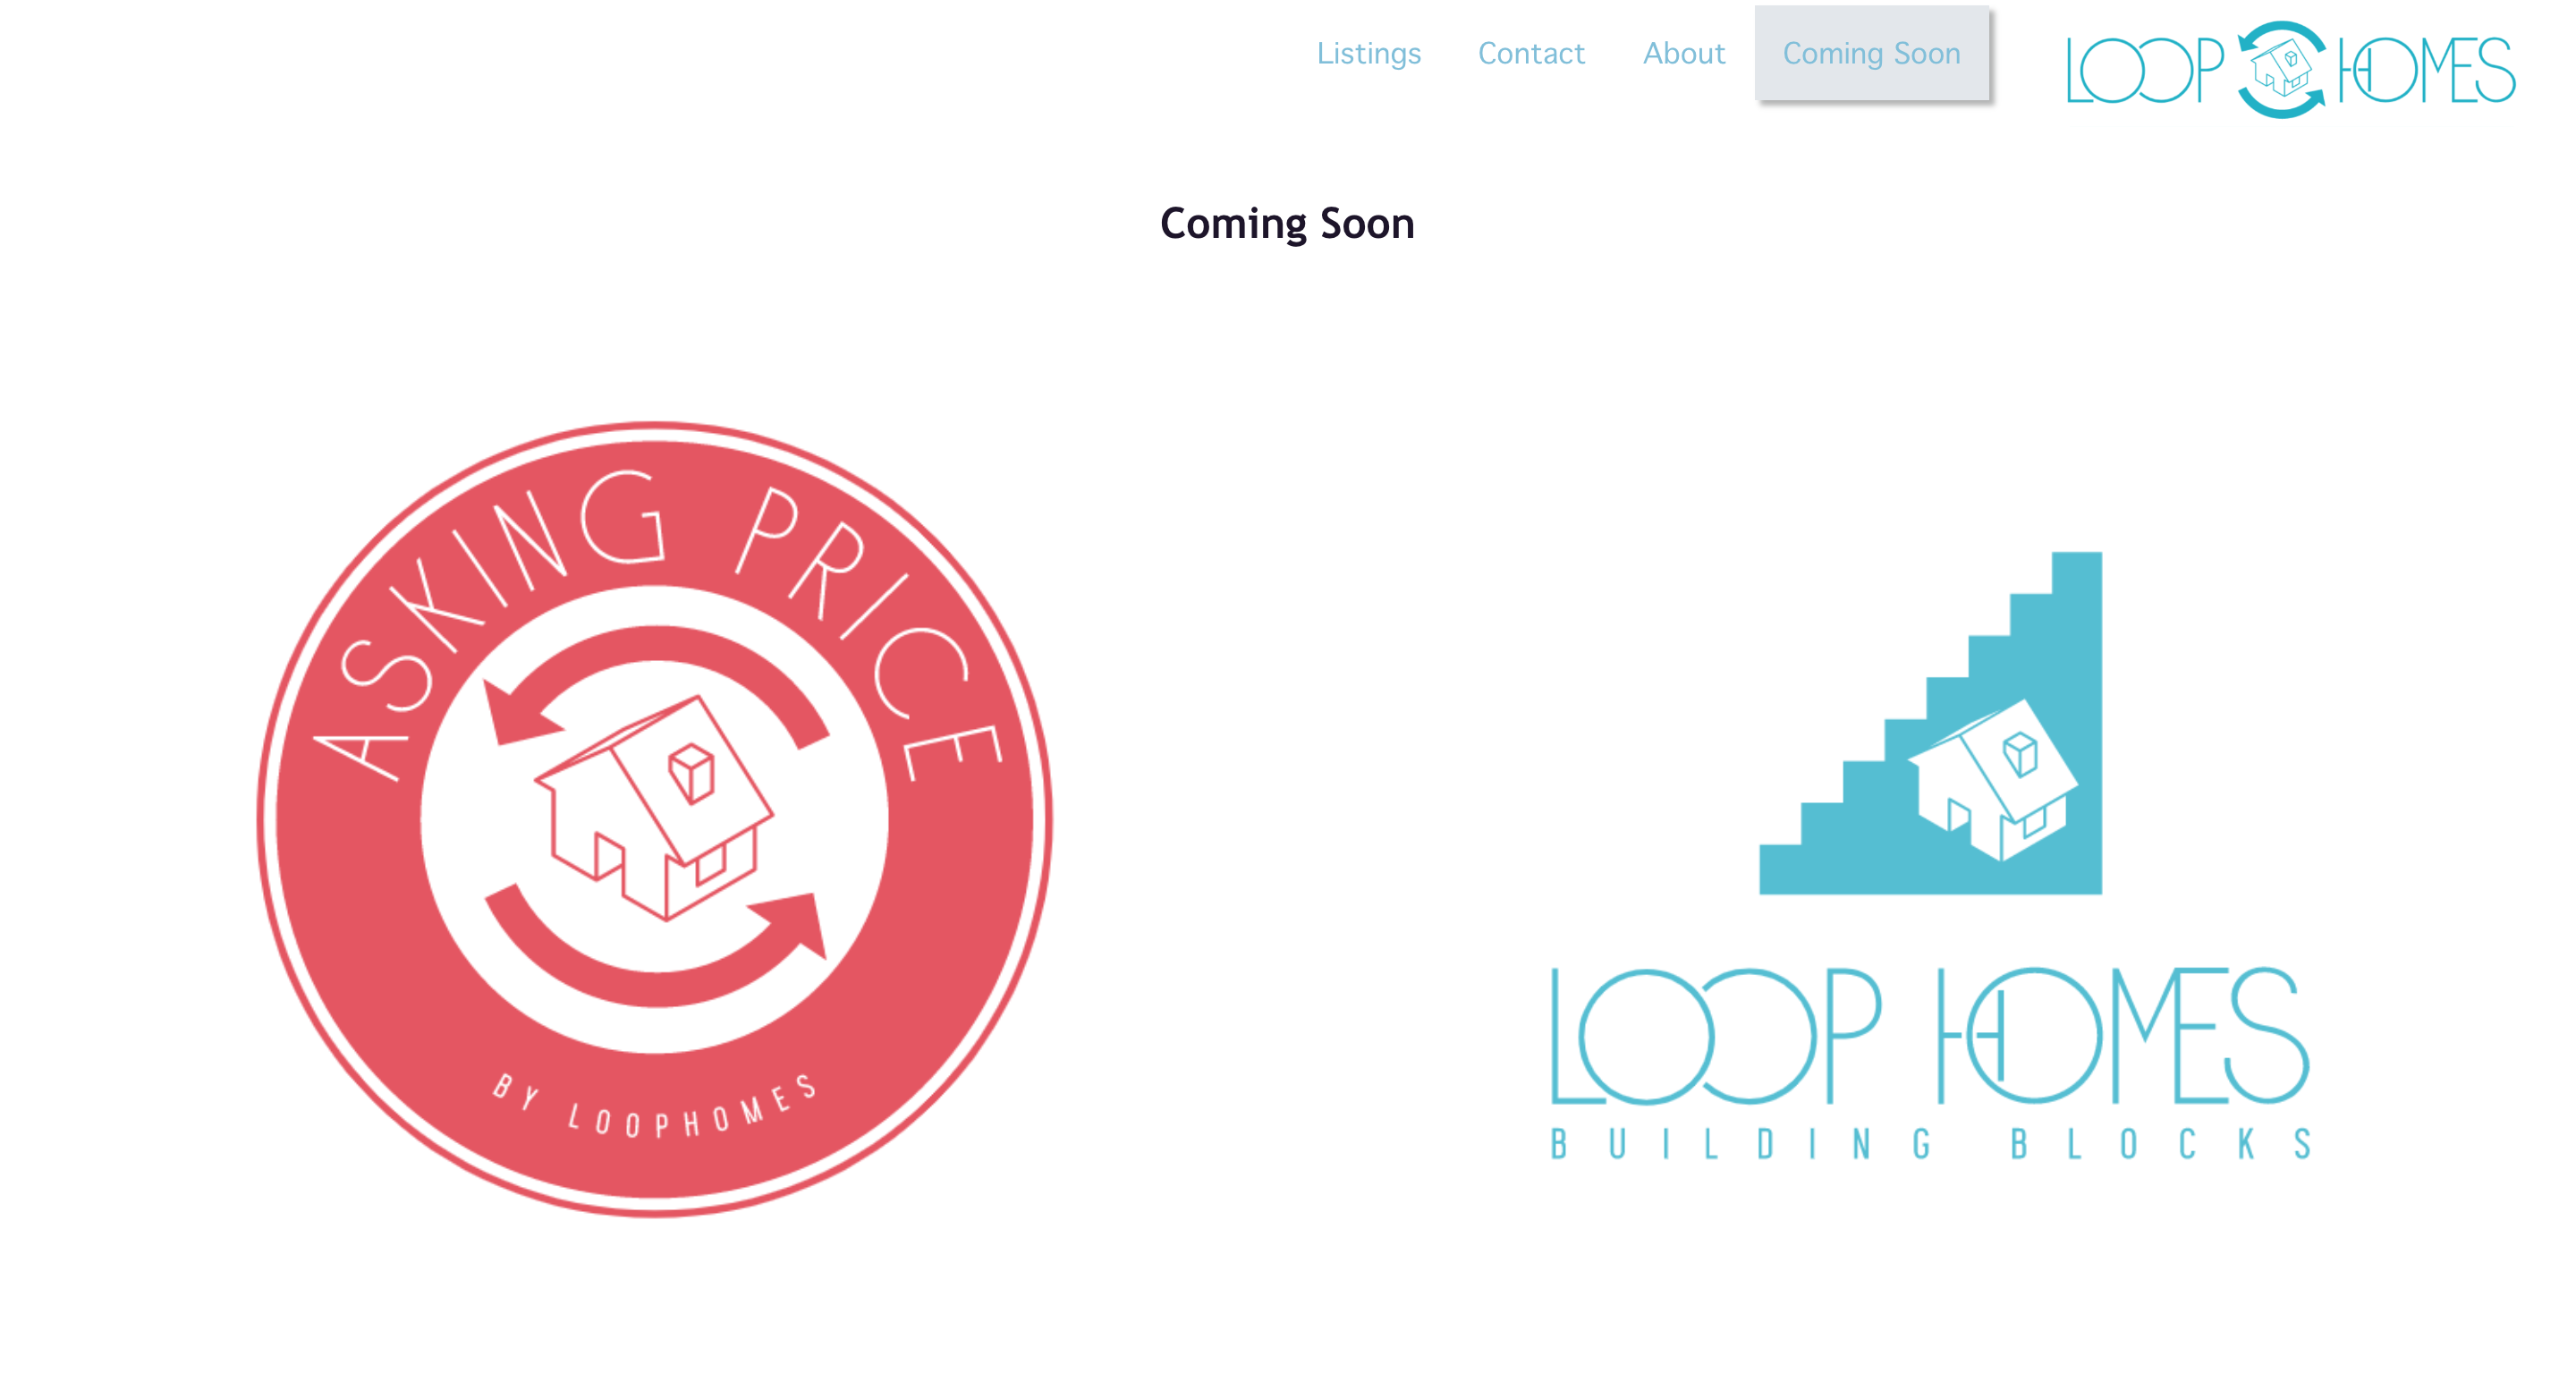 Listings Contact About Coming Soon LOOP HOMES
Coming Soon
ASKING PRICE
BY LOOPHOMES
LOOP HOMES
BUILDING BLOCKS